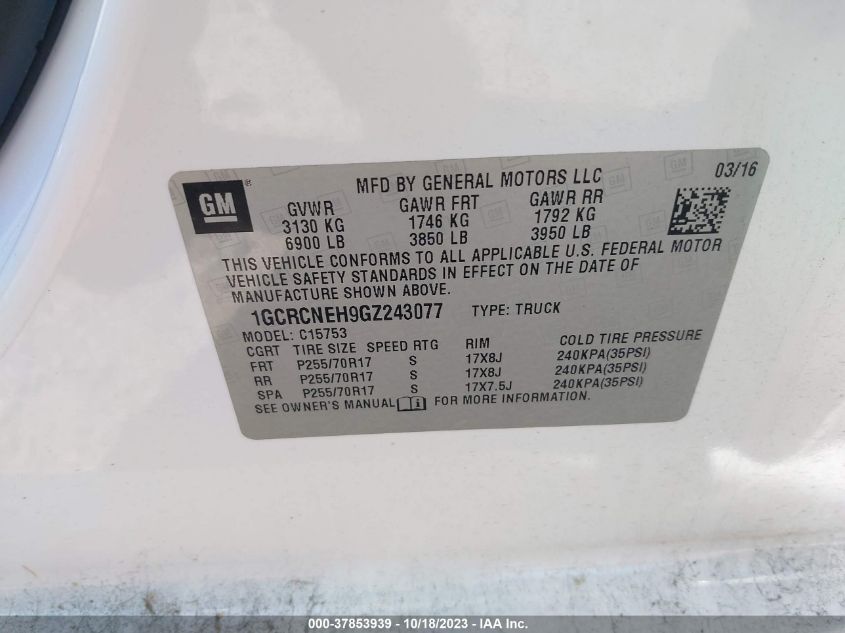 GM
®
MFD BY GENERAL MOTORS LLC
03/16
GVWR GAWR FRT GAWR RR
3130 KG 1746 KG 1792 KG
6900 LB 3850 LB 3950 LB
THIS VEHICLE CONFORMS TO ALL APPLICABLE U.S. FEDERAL MOTOR
VEHICLE SAFETY STANDARDS IN EFFECT ON THE DATE OF
MANUFACTURE SHOWN ABOVE.
1GCRCNEH9GZ243077 TYPE: TRUCK
MODEL: C15753
CGRT TIRE SIZE SPEED RTG RIM COLD TIRE PRESSURE
FRT P255/70R17 S 17X8J 240KPA(35PSI)
RR P255/70R17 S 17X8J 240KPA(35PSI)
SPA P255/70R17 S 17X7.5J 240KPA(35PSI)
SEE OWNER'S MANUAL i FOR MORE INFORMATION.
000-37853939 - 10/18/2023 - IAA Inc.